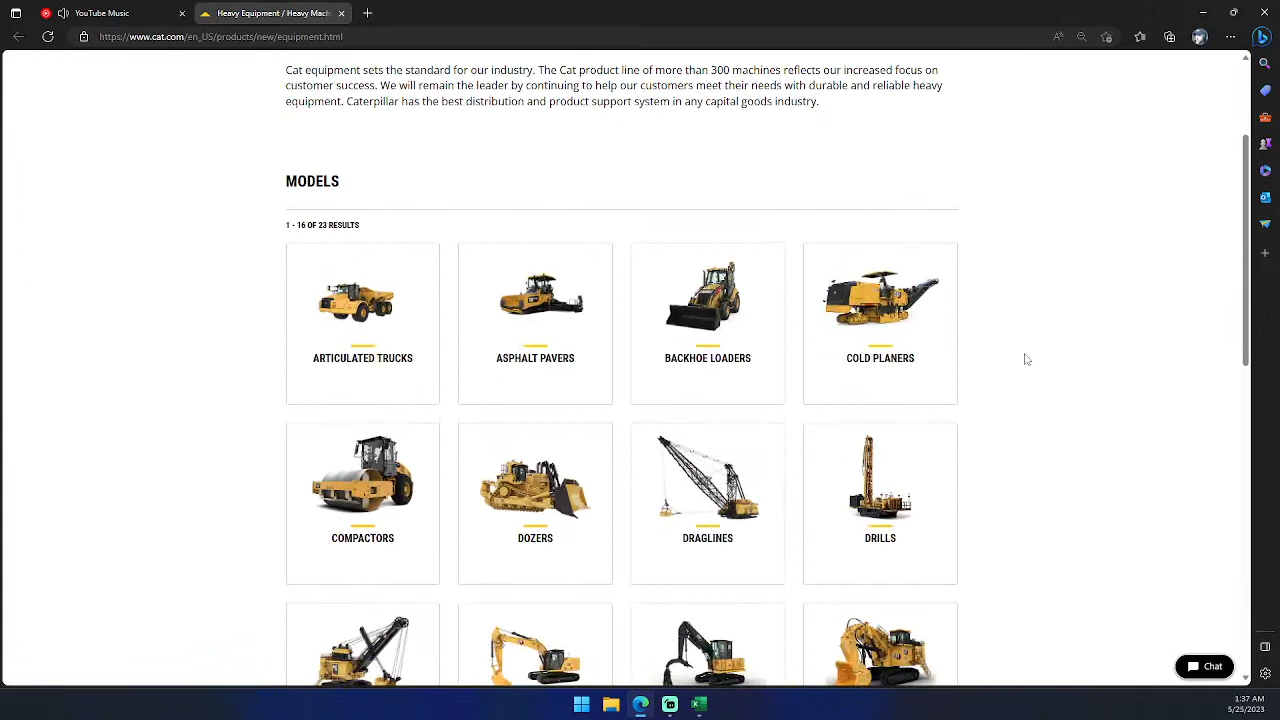 YouTube Music
Heavy Equipment / Heavy Mach
https://www.cat.com/en_US/products/new/equipment.html
Cat equipment sets the standard for our industry. The Cat product line of more than 300 machines reflects our increased focus on
customer success. We will remain the leader by continuing to help our customers meet their needs with durable and reliable heavy
equipment. Caterpillar has the best distribution and product support system in any capital goods industry.
MODELS
1 - 16 OF 23 RESULTS
ARTICULATED TRUCKS
ASPHALT PAVERS
BACKHOE LOADERS
COLD PLANERS
COMPACTORS
DOZERS
DRAGLINES
DRILLS
Chat
1:37 AM
5/25/2023